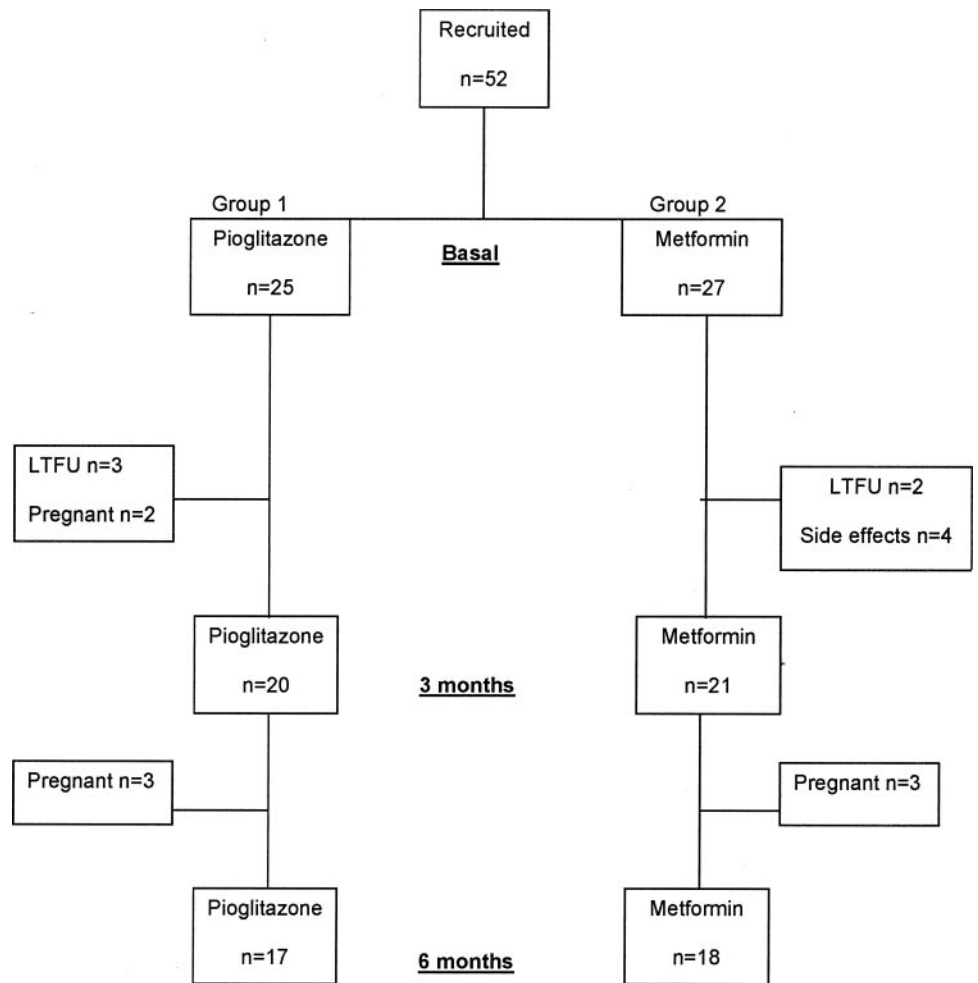 Recruited
n=52
Group 1
Group 2
Pioglitazone
n=25
Basal
Metformin
n=27
LTFU n=3
Pregnant n=2
LTFU n=2
Side effects n=4
Pioglitazone
n=20
3 months
Metformin
n=21
Pregnant n=3
Pregnant n=3
Pioglitazone
n=17
6 months
Metformin
n=18